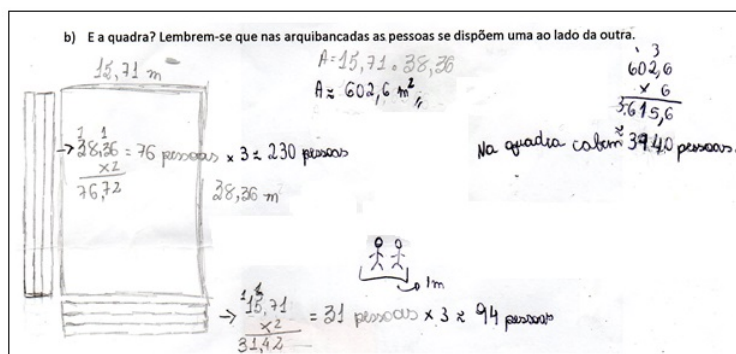 b) E a quadra? Lembrem-se que nas arquibancadas as pessoas se dispõem uma ao lado da outra.
15,71 m
A=15,71 . 38,36
A≈ 602,6 m²
1 3
602,6
x 6
3.615,6
≈
Na quadra cabem 3940 pessoas.
1 1
→ 38,36 = 76 pessoas x 3 ≈ 230 pessoas
x2
76,72
38,36 m
1m
→ 15,71 = 31 pessoas x 3 ≈ 94 pessoas
x2
31,42